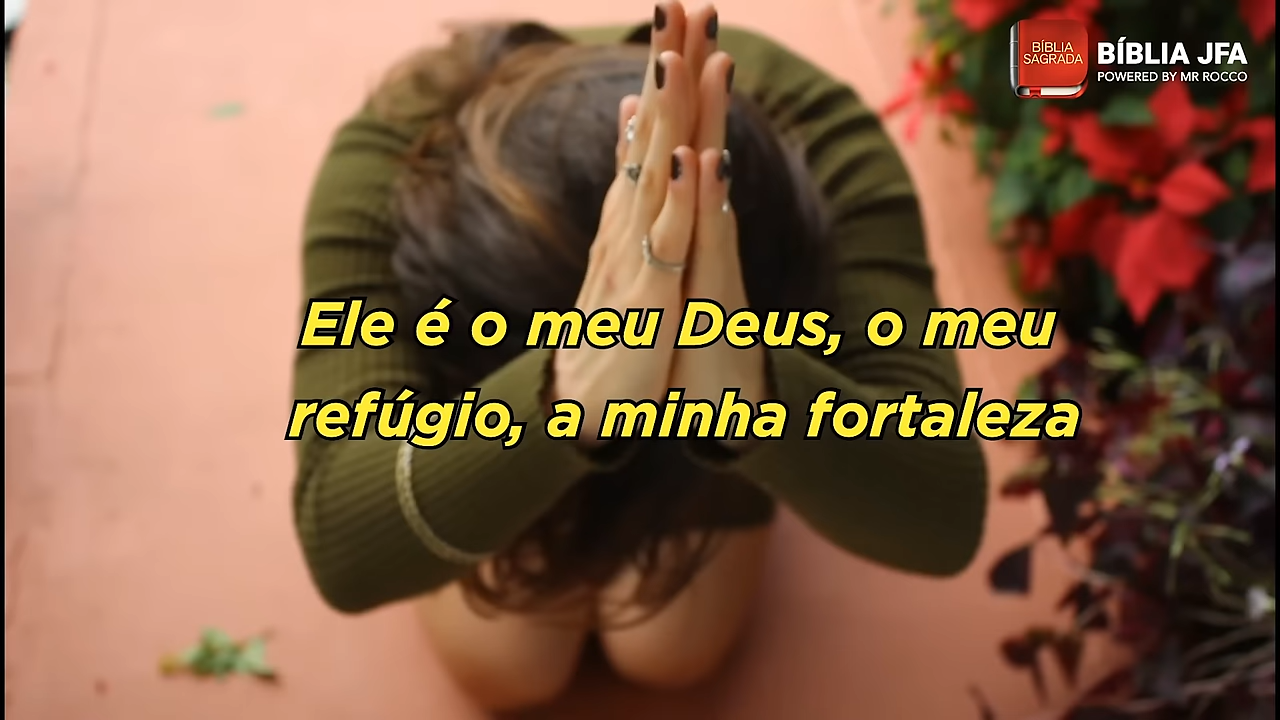 BÍBLIA
SAGRADA
BÍBLIA JFA
POWERED BY MR ROCCO
Ele é o meu Deus, o meu
refúgio, a minha fortaleza